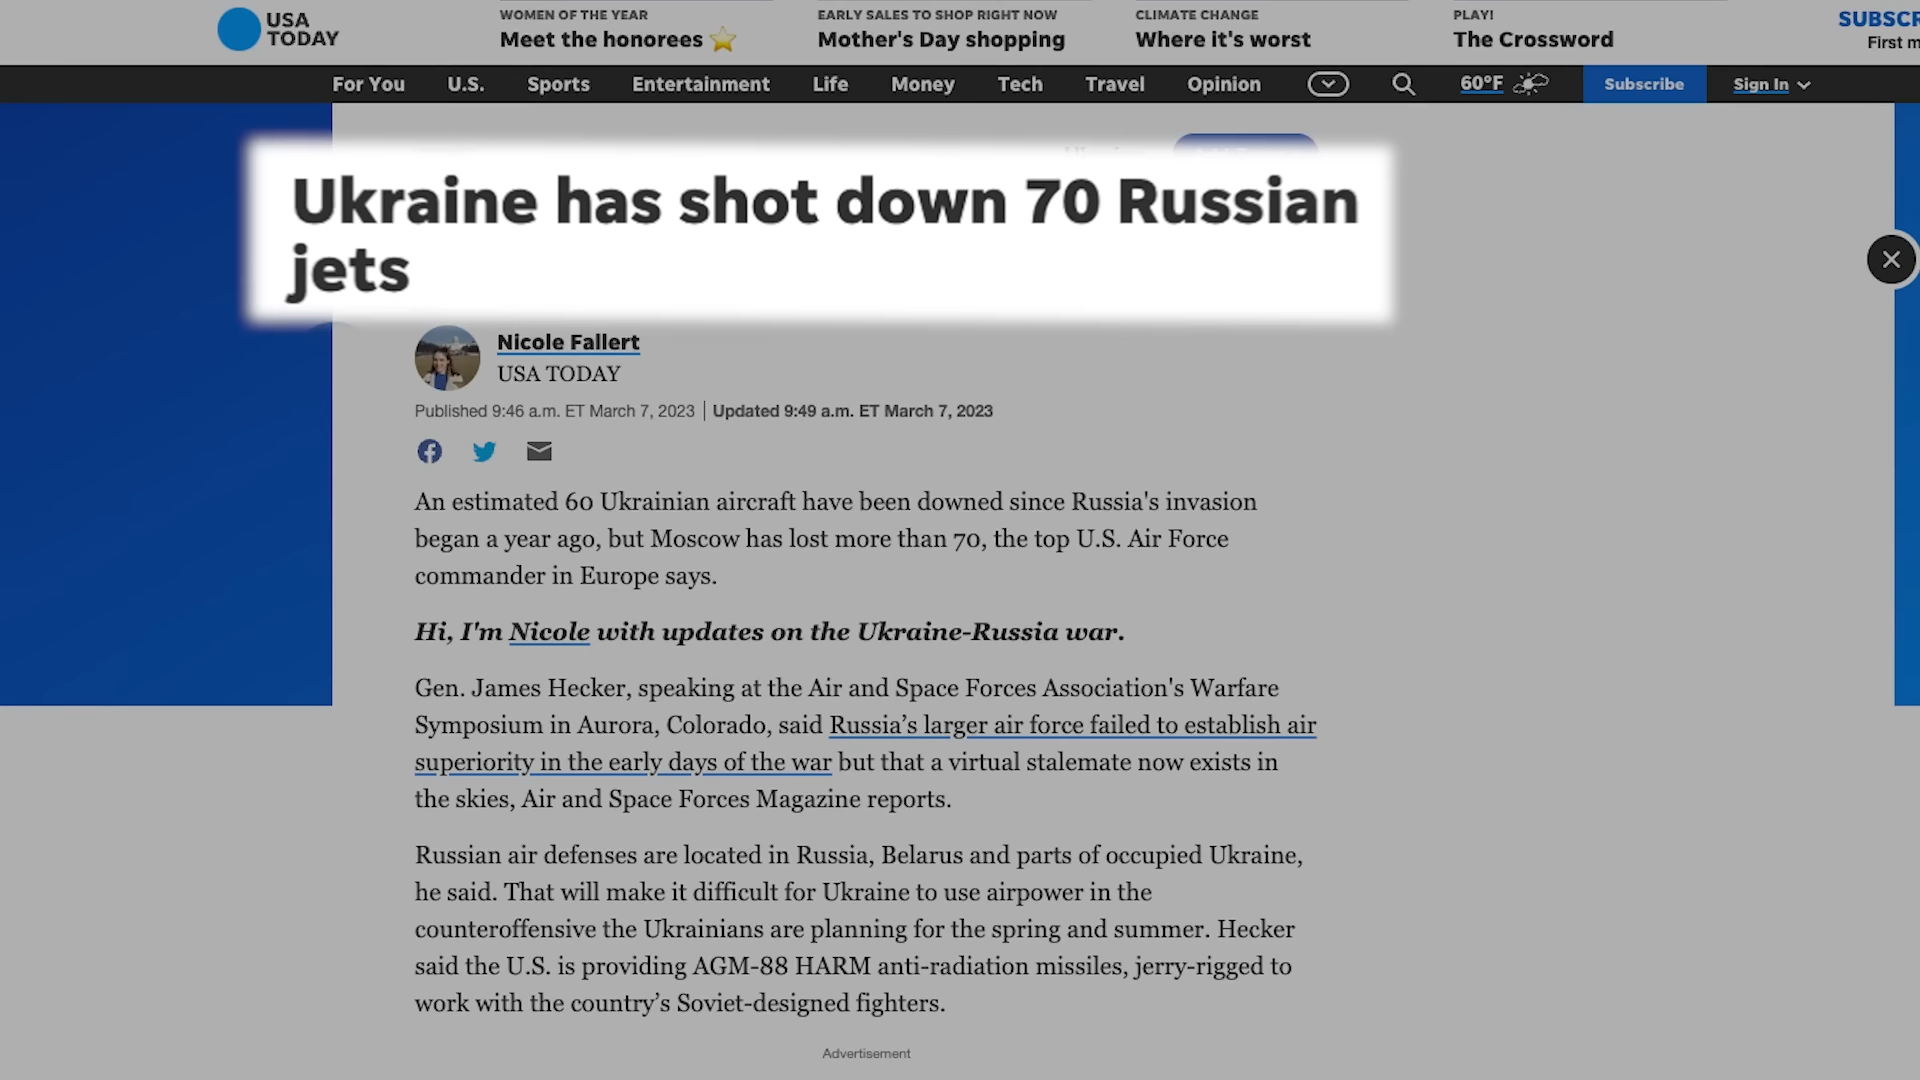 USA
TODAY
WOMEN OF THE YEAR
Meet the honorees
EARLY SALES TO SHOP RIGHT NOW
Mother's Day shopping
CLIMATE CHANGE
Where it's worst
PLAY!
The Crossword
For You U.S. Sports Entertainment Life Money Tech Travel Opinion 60°F Subscribe Sign In
Ukraine has shot down 70 Russian
jets
Nicole Fallert
USA TODAY
Published 9:46 a.m. ET March 7, 2023 | Updated 9:49 a.m. ET March 7, 2023
An estimated 60 Ukrainian aircraft have been downed since Russia's invasion
began a year ago, but Moscow has lost more than 70, the top U.S. Air Force
commander in Europe says.
Hi, I'm Nicole with updates on the Ukraine-Russia war.
Gen. James Hecker, speaking at the Air and Space Forces Association's Warfare
Symposium in Aurora, Colorado, said Russia’s larger air force failed to establish air
superiority in the early days of the war but that a virtual stalemate now exists in
the skies, Air and Space Forces Magazine reports.
Russian air defenses are located in Russia, Belarus and parts of occupied Ukraine,
he said. That will make it difficult for Ukraine to use airpower in the
counteroffensive the Ukrainians are planning for the spring and summer. Hecker
said the U.S. is providing AGM-88 HARM anti-radiation missiles, jerry-rigged to
work with the country’s Soviet-designed fighters.
Advertisement